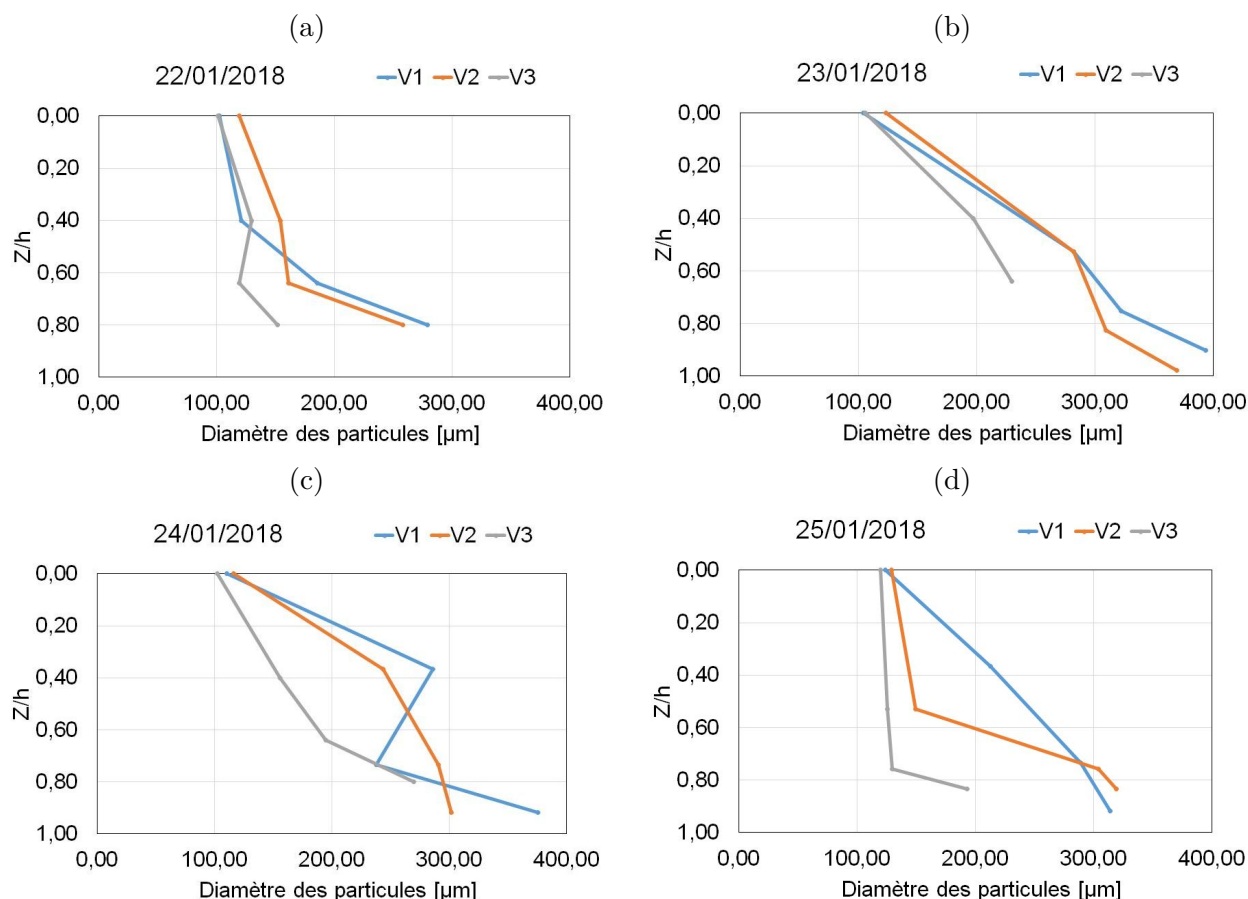 (a)
22/01/2018 V1 V2 V3
0,00
0,20
0,40
0,60
0,80
1,00
Z/h
0,00 100,00 200,00 300,00 400,00
Diamètre des particules [µm]
(b)
23/01/2018 V1 V2 V3
0,00
0,20
0,40
0,60
0,80
1,00
Z/h
0,00 100,00 200,00 300,00 400,00
Diamètre des particules [µm]
(c)
24/01/2018 V1 V2 V3
0,00
0,20
0,40
0,60
0,80
1,00
Z/h
0,00 100,00 200,00 300,00 400,00
Diamètre des particules [µm]
(d)
25/01/2018 V1 V2 V3
0,00
0,20
0,40
0,60
0,80
1,00
Z/h
0,00 100,00 200,00 300,00 400,00
Diamètre des particules [µm]